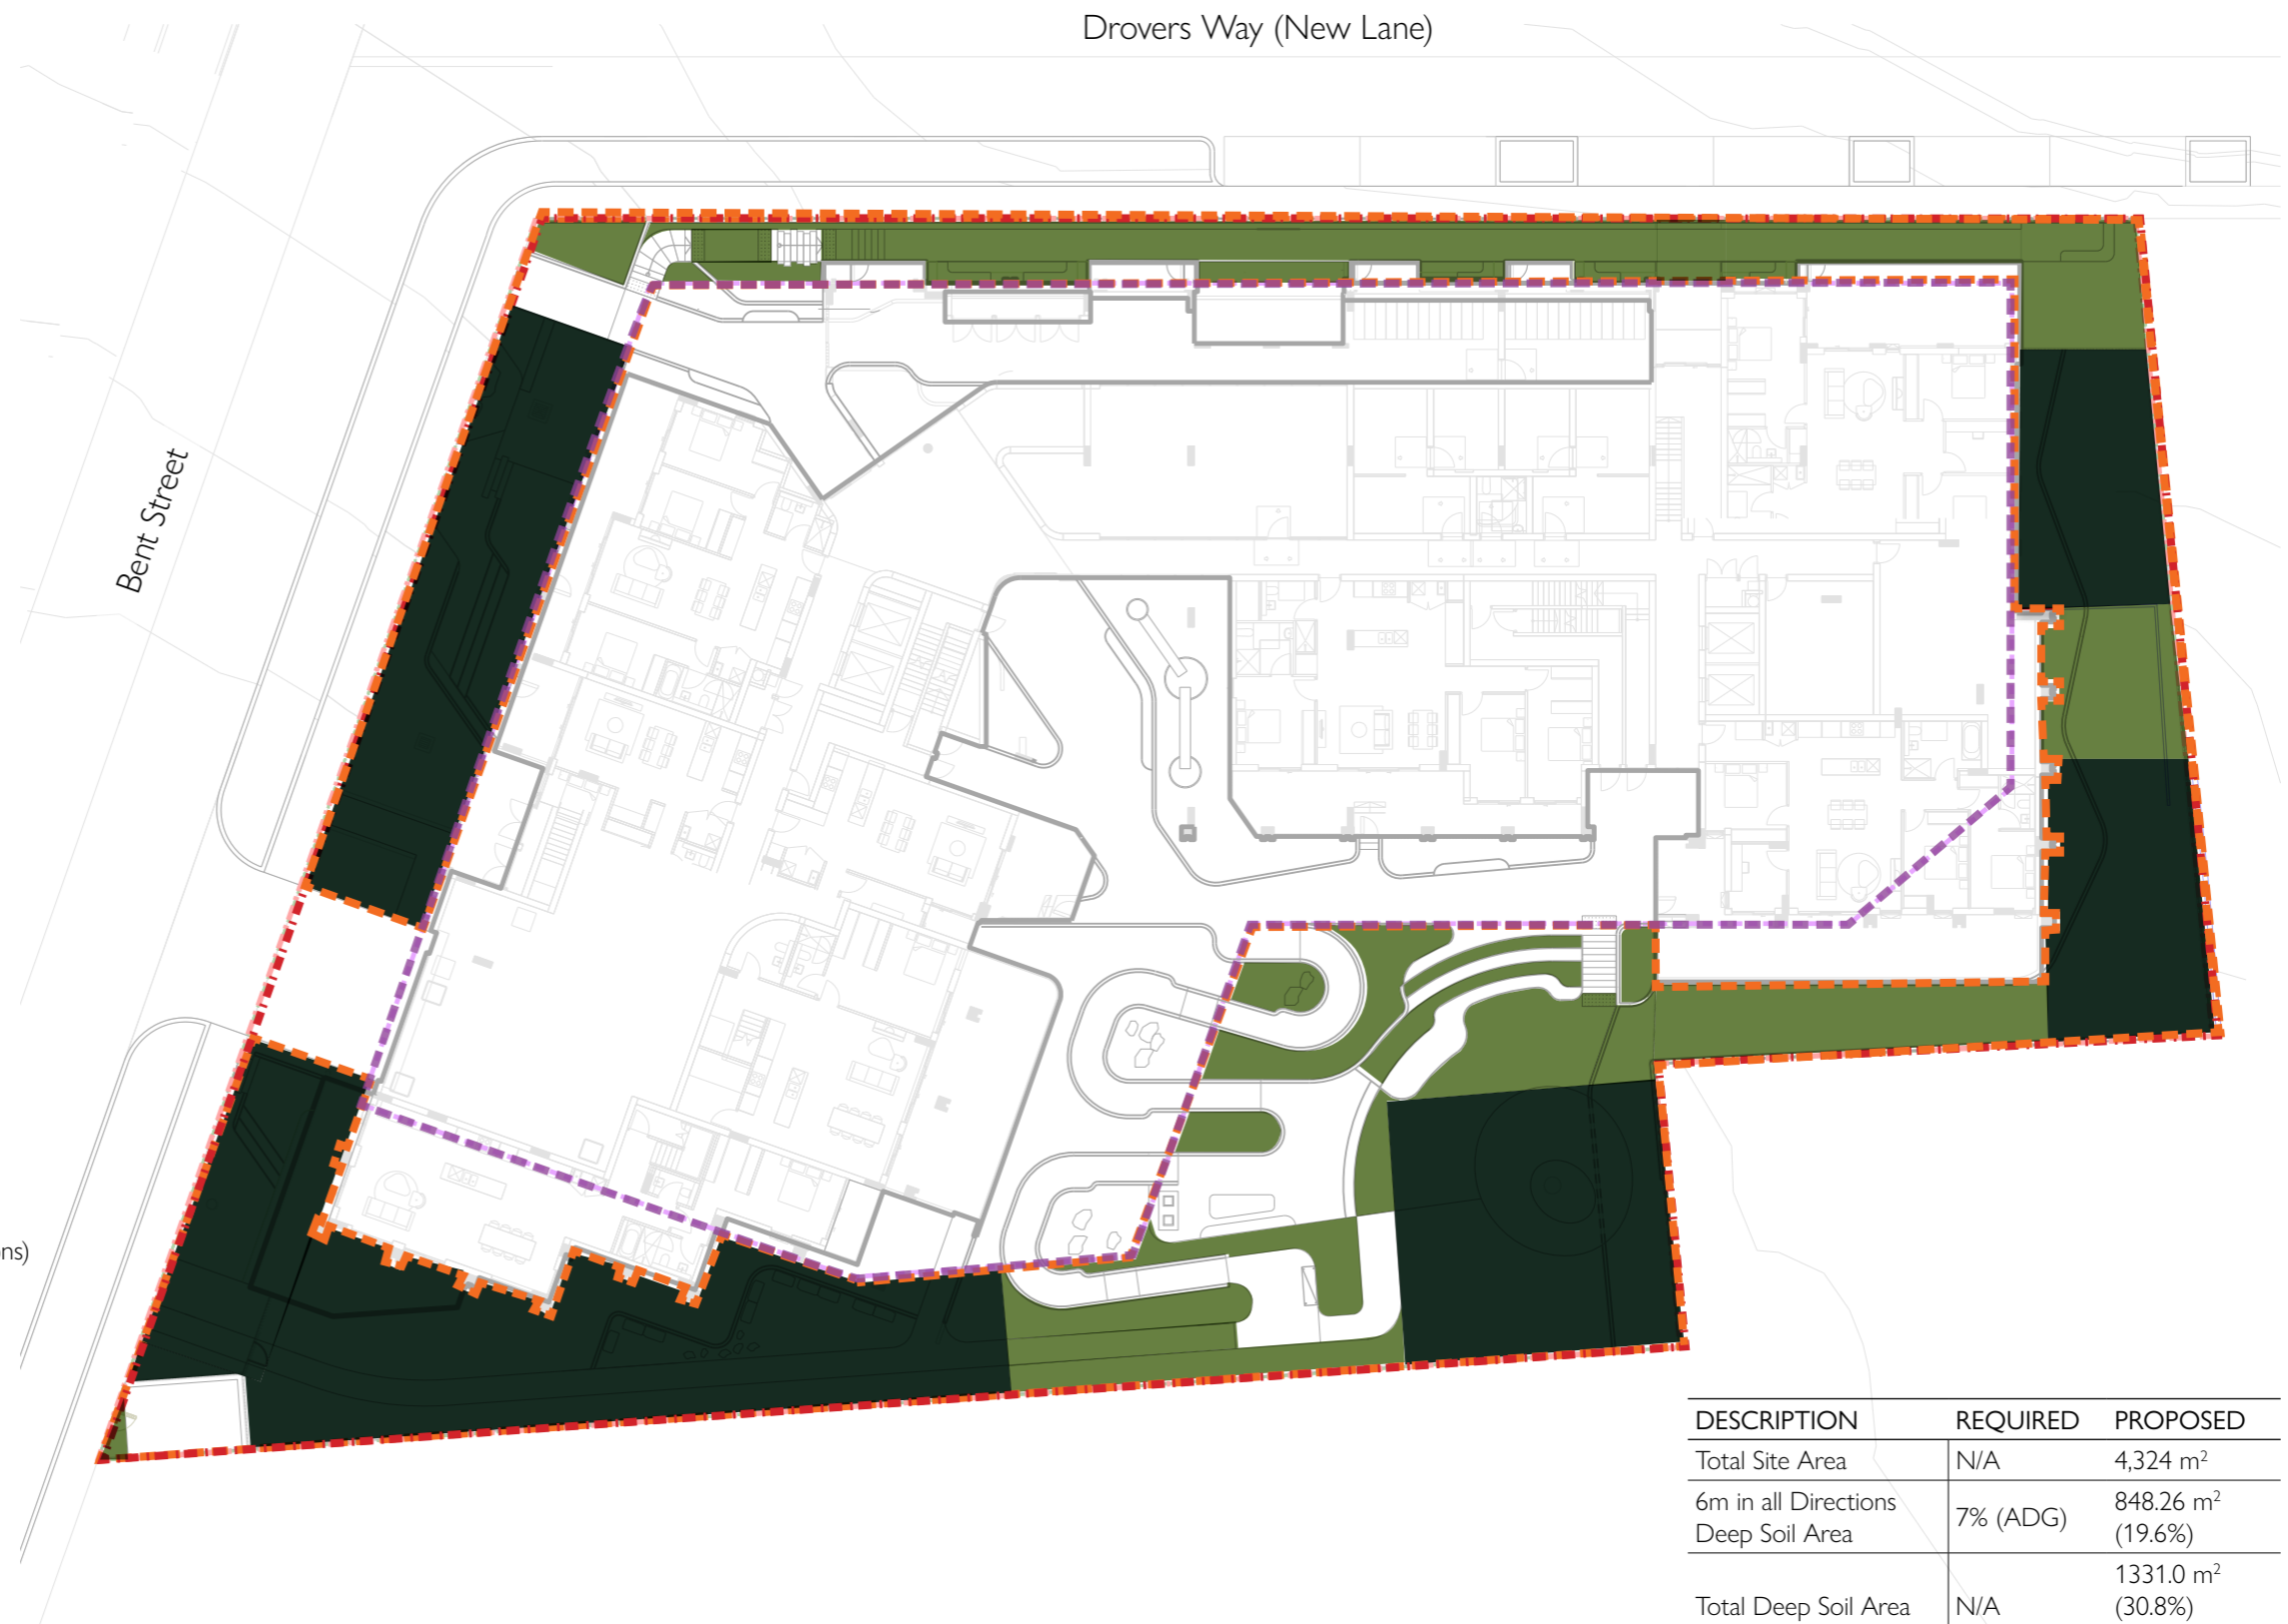 Drovers Way (New Lane)
Bent Street
ns)
DESCRIPTION REQUIRED PROPOSED
Total Site Area N/A 4,324 m²
6m in all Directions
Deep Soil Area 7% (ADG) 848.26 m²
(19.6%)
Total Deep Soil Area N/A 1331.0 m²
(30.8%)